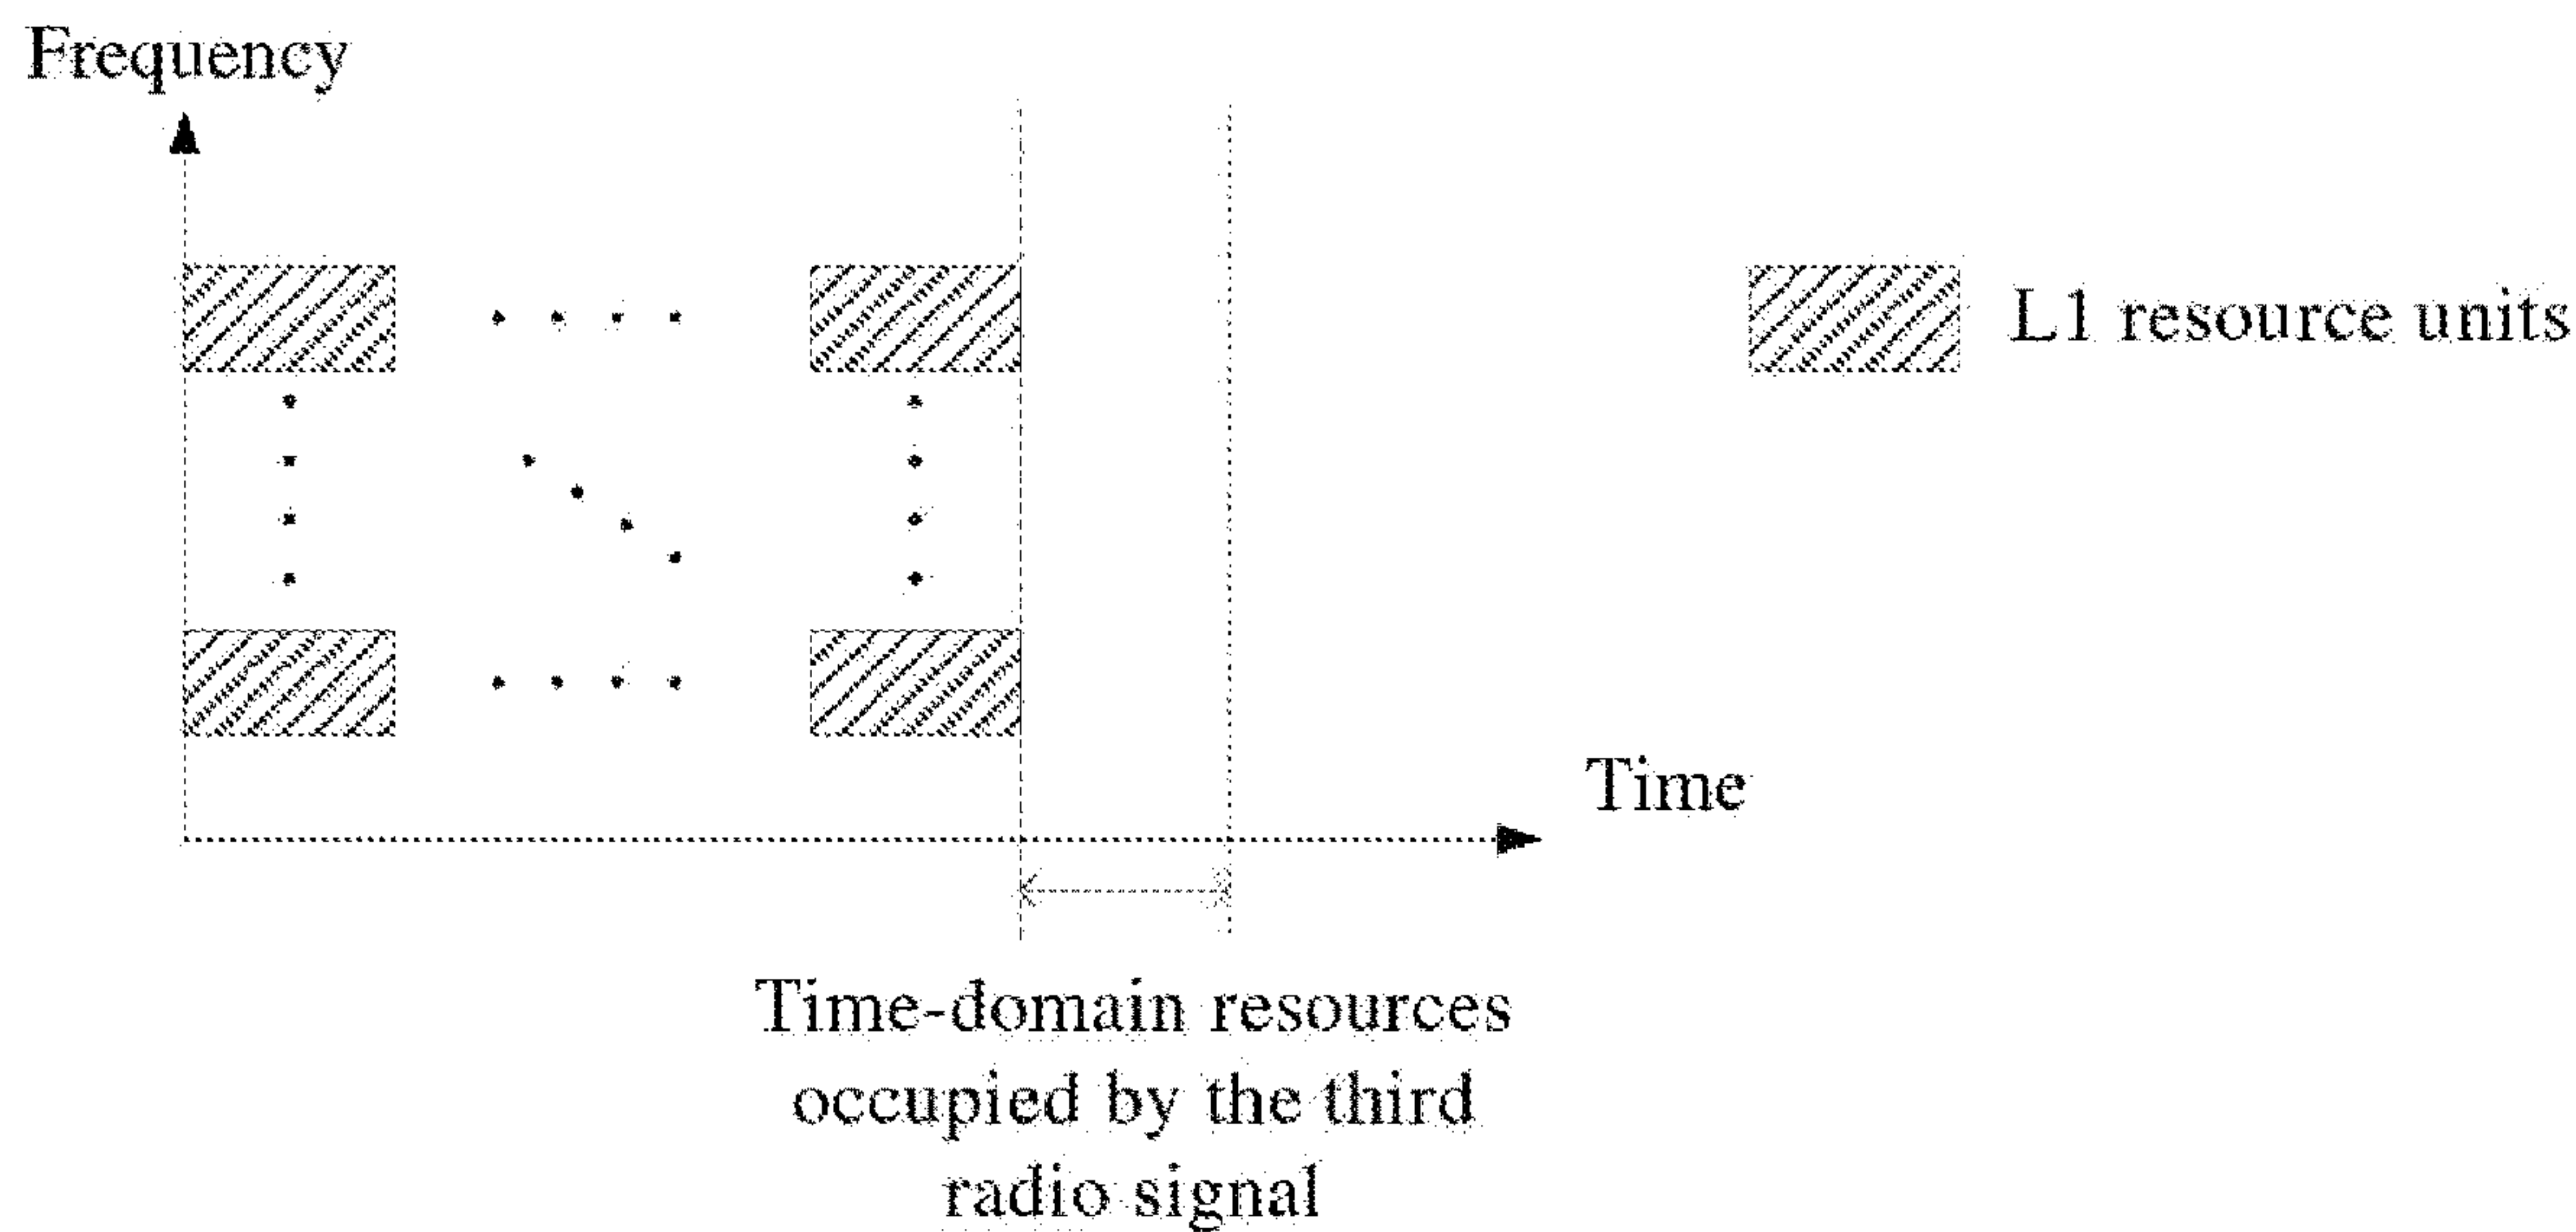 Frequency
L1 resource units
Time
Time-domain resources
occupied by the third
radio signal